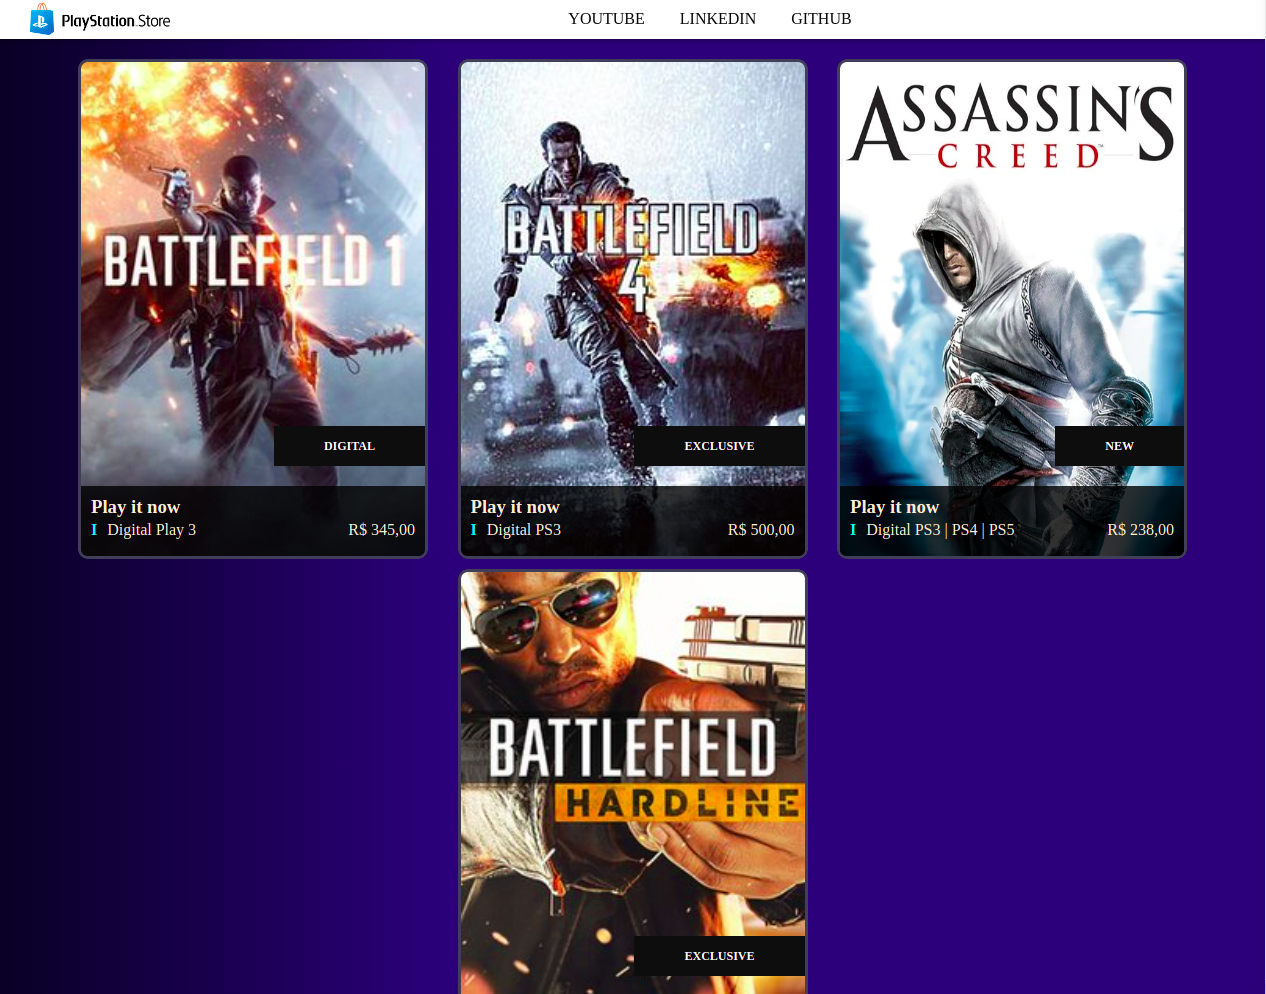 PlayStation.Store
YOUTUBE
LINKEDIN
GITHUB
BATTLEFIELD 1
DIGITAL
Play it now
I Digital Play 3
R$ 345,00
BATTLEFIELD
4
EXCLUSIVE
Play it now
I Digital PS3
R$ 500,00
ASSASSIN'S
CREED™
NEW
Play it now
I Digital PS3 | PS4 | PS5
R$ 238,00
BATTLEFIELD
HARDLINE
EXCLUSIVE